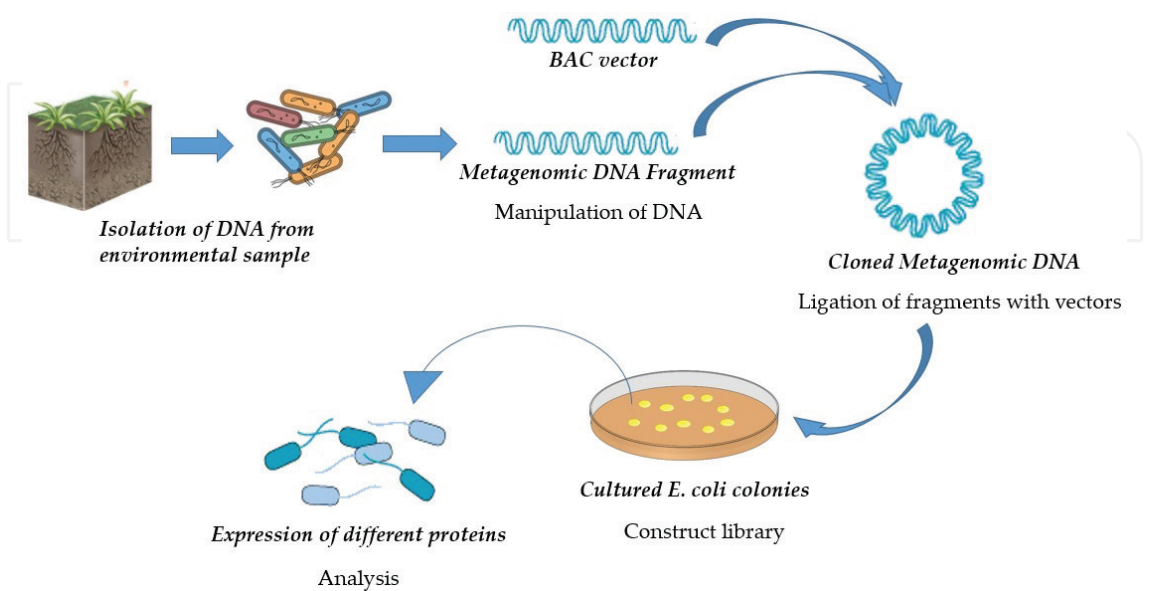 BAC vector
Metagenomic DNA Fragment
Manipulation of DNA
Isolation of DNA from
environmental sample
Cloned Metagenomic DNA
Ligation of fragments with vectors
Cultured E. coli colonies
Construct library
Expression of different proteins
Analysis